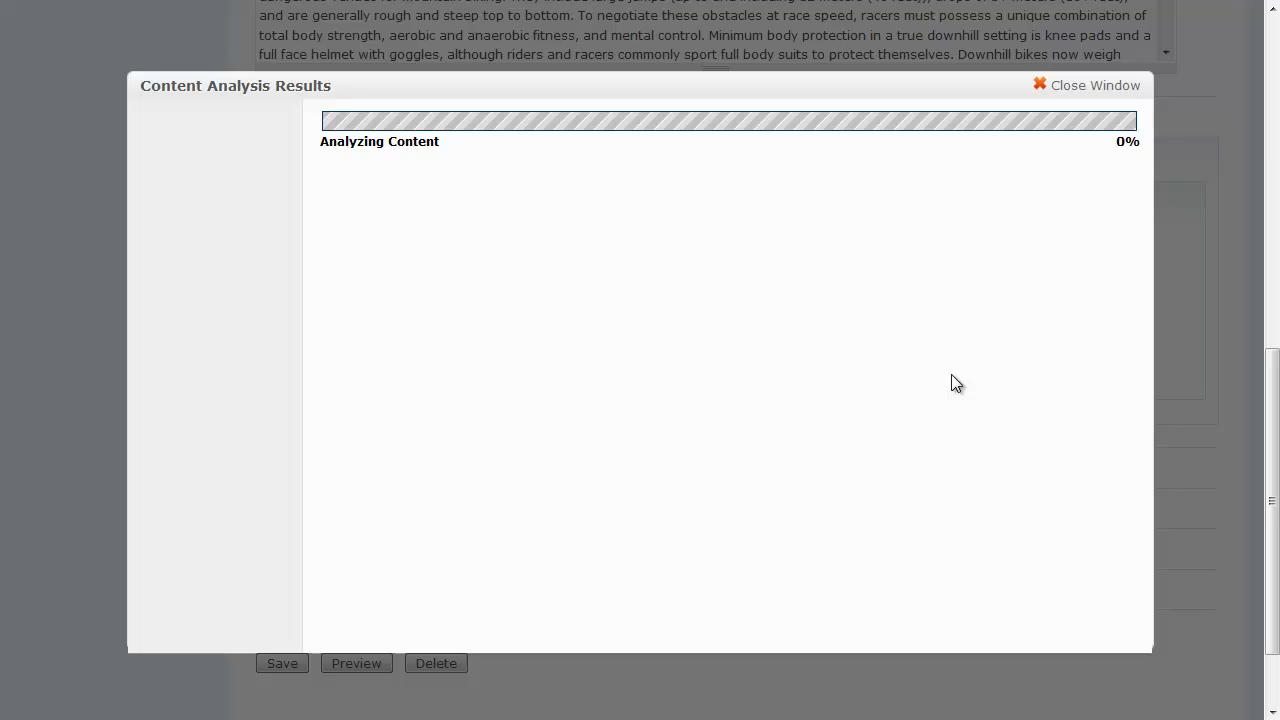 and are generally rough and steep top to bottom. To negotiate these obstacles at race speed, racers must possess a unique combination of
total body strength, aerobic and anaerobic fitness, and mental control. Minimum body protection in a true downhill setting is knee pads and a
full face helmet with goggles, although riders and racers commonly sport full body suits to protect themselves. Downhill bikes now weigh
Content Analysis Results
Close Window
Analyzing Content 0%
Save Preview Delete